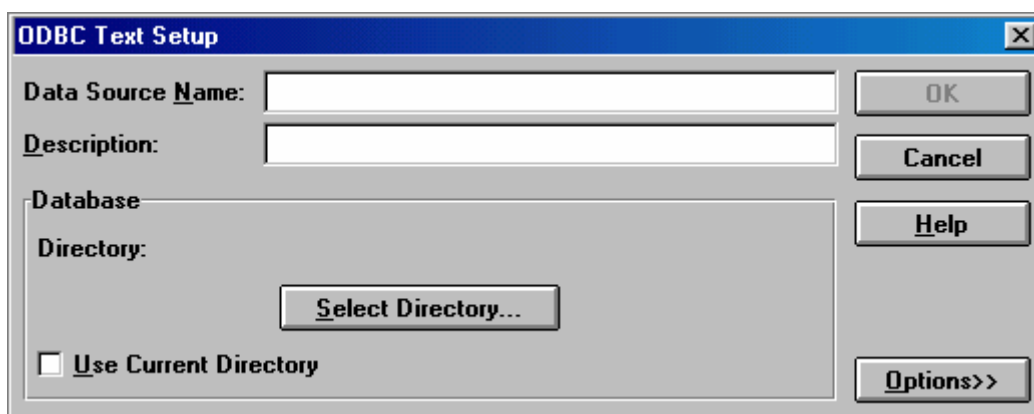 ODBC Text Setup
Data Source Name:
OK
Description:
Cancel
Database
Help
Directory:
Select Directory...
Use Current Directory
Options>>